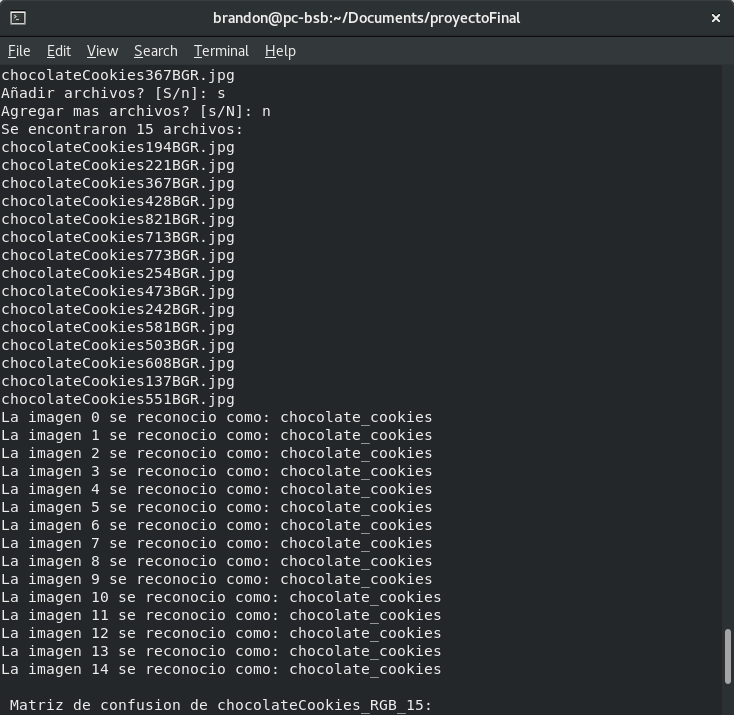 brandon@pc-bsb:~/Documents/proyectoFinal
File Edit View Search Terminal Help
chocolateCookies367BGR.jpg
Añadir archivos? [S/n]: s
Agregar mas archivos? [s/N]: n
Se encontraron 15 archivos:
chocolateCookies194BGR.jpg
chocolateCookies221BGR.jpg
chocolateCookies367BGR.jpg
chocolateCookies428BGR.jpg
chocolateCookies821BGR.jpg
chocolateCookies713BGR.jpg
chocolateCookies773BGR.jpg
chocolateCookies254BGR.jpg
chocolateCookies473BGR.jpg
chocolateCookies242BGR.jpg
chocolateCookies581BGR.jpg
chocolateCookies503BGR.jpg
chocolateCookies608BGR.jpg
chocolateCookies137BGR.jpg
chocolateCookies551BGR.jpg
La imagen 0 se reconocio como: chocolate_cookies
La imagen 1 se reconocio como: chocolate_cookies
La imagen 2 se reconocio como: chocolate_cookies
La imagen 3 se reconocio como: chocolate_cookies
La imagen 4 se reconocio como: chocolate_cookies
La imagen 5 se reconocio como: chocolate_cookies
La imagen 6 se reconocio como: chocolate_cookies
La imagen 7 se reconocio como: chocolate_cookies
La imagen 8 se reconocio como: chocolate_cookies
La imagen 9 se reconocio como: chocolate_cookies
La imagen 10 se reconocio como: chocolate_cookies
La imagen 11 se reconocio como: chocolate_cookies
La imagen 12 se reconocio como: chocolate_cookies
La imagen 13 se reconocio como: chocolate_cookies
La imagen 14 se reconocio como: chocolate_cookies
Matriz de confusion de chocolateCookies_RGB_15: